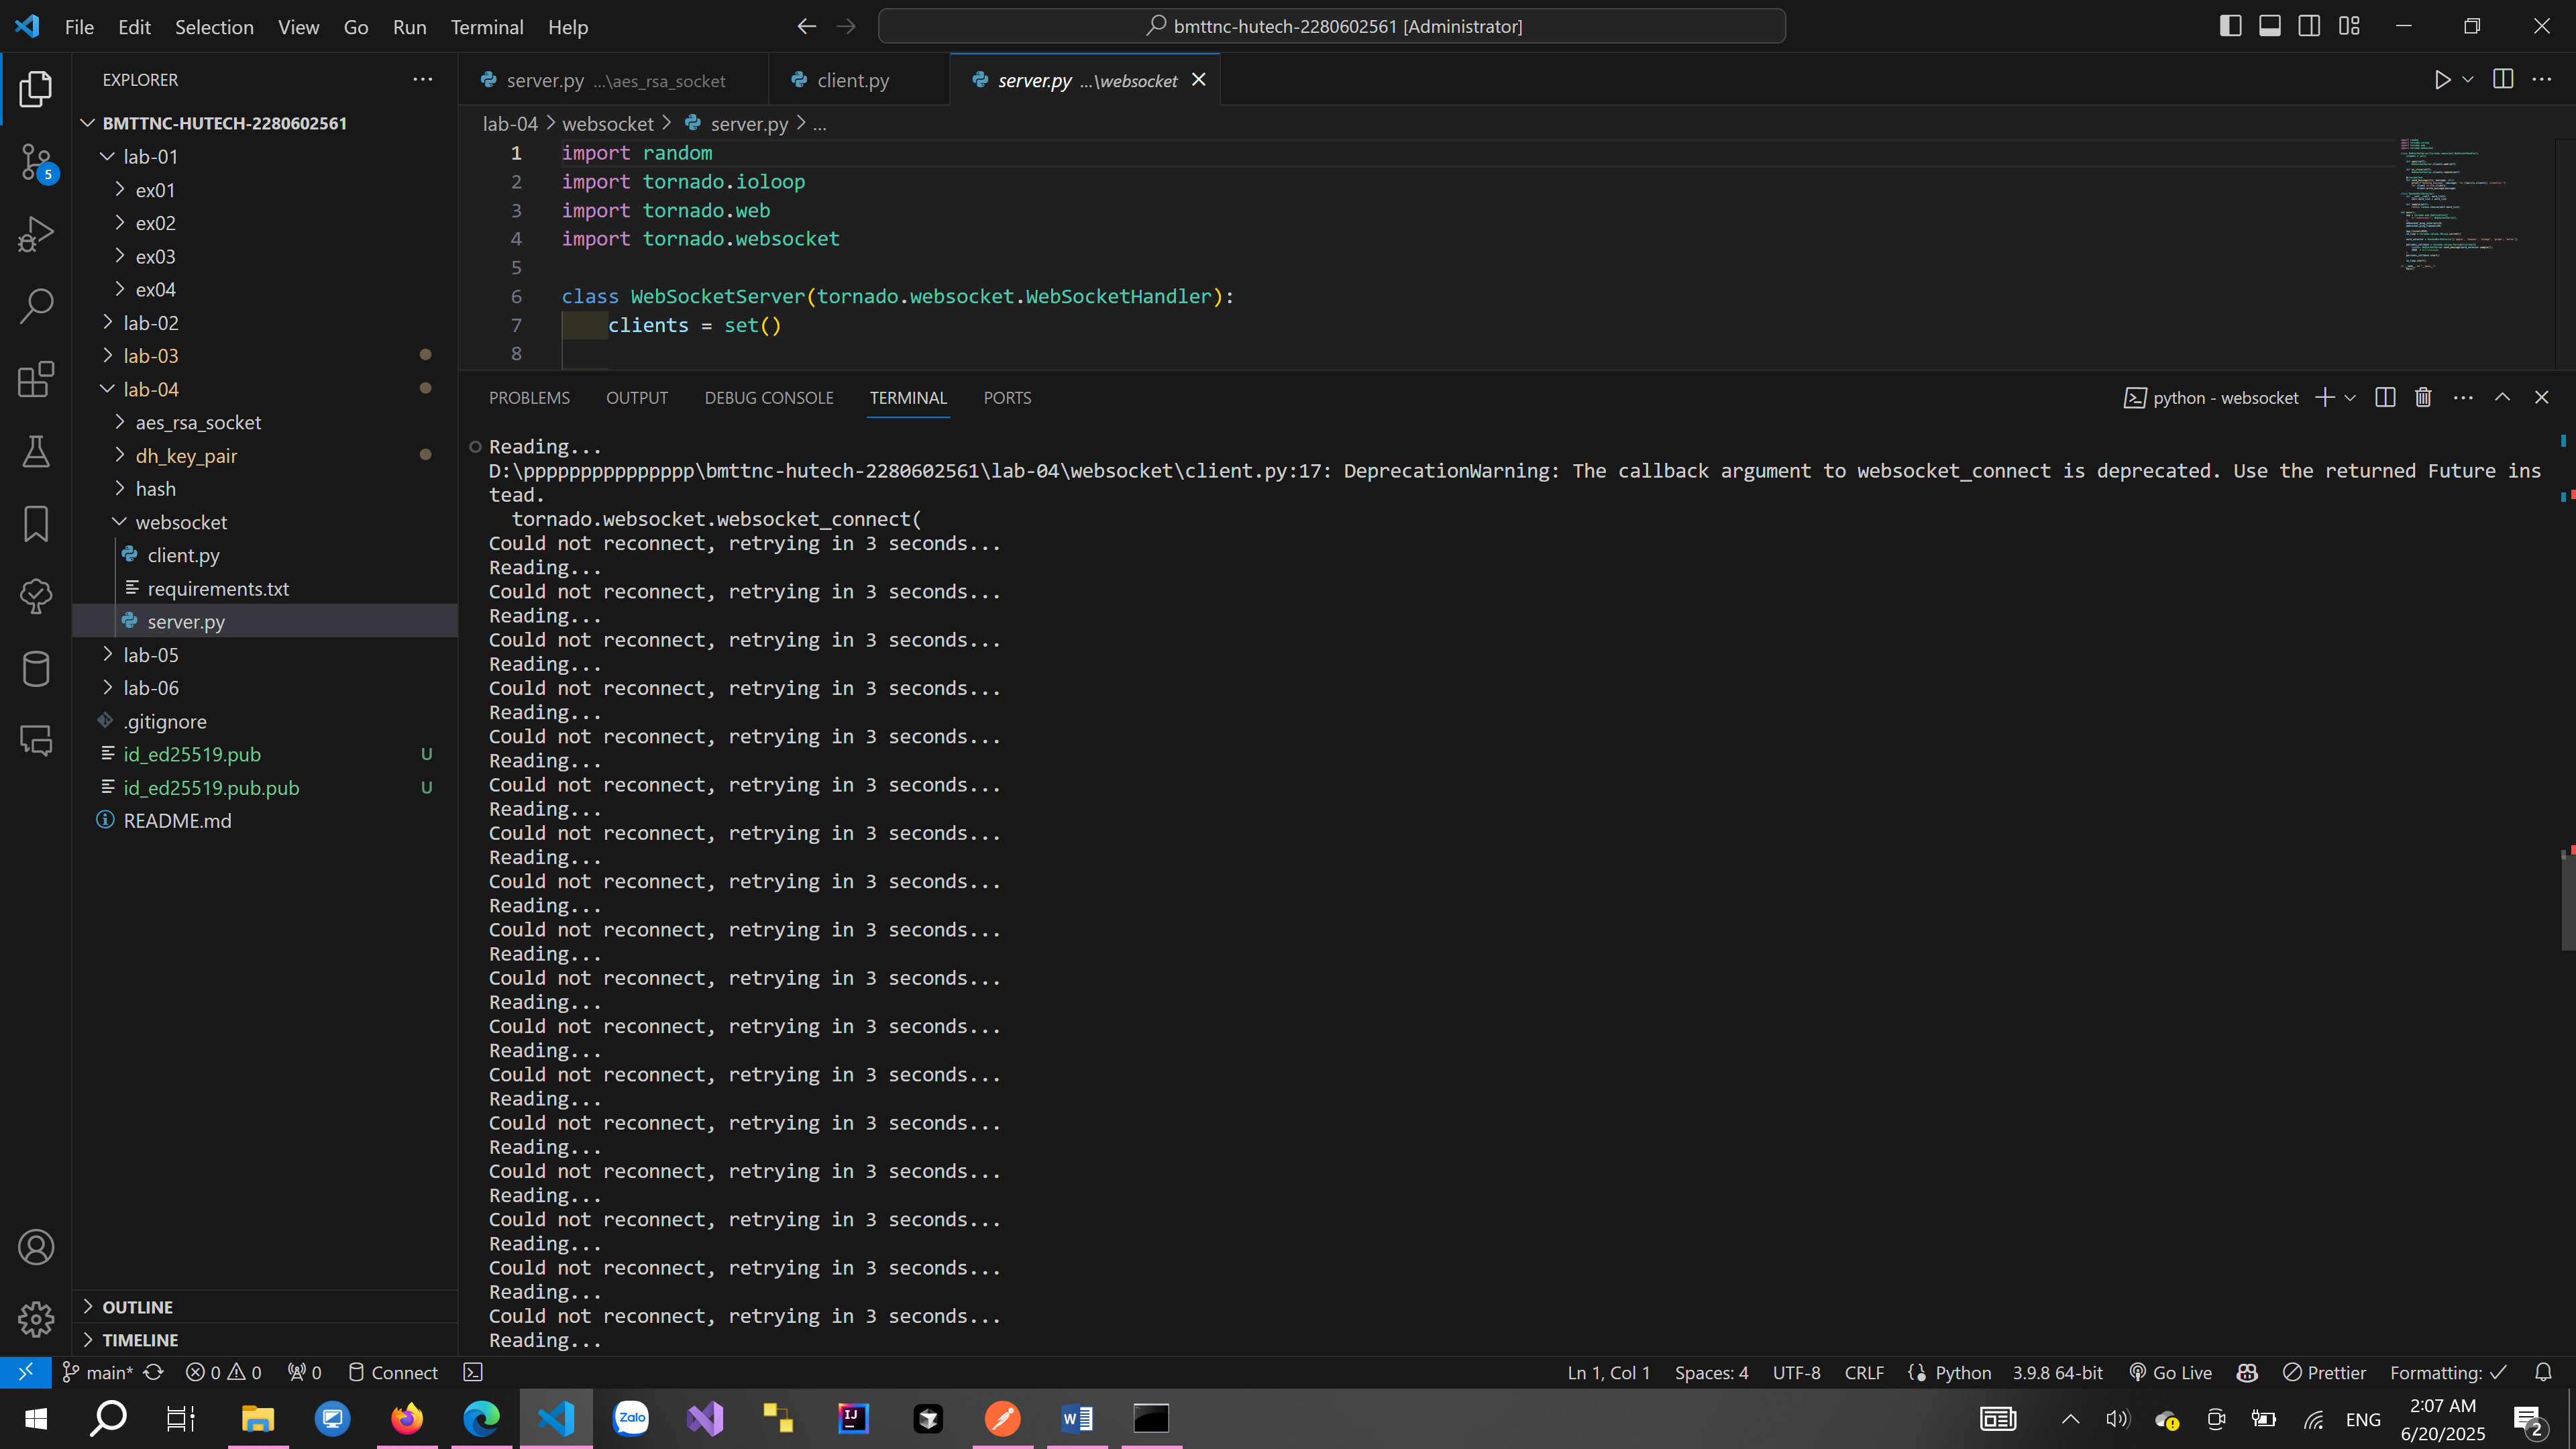 File Edit Selection View Go Run Terminal Help
bmttnc-hutech-2280602561 [Administrator]
EXPLORER
BMTTNC-HUTECH-2280602561
lab-01
ex01
ex02
ex03
ex04
lab-02
lab-03
lab-04
aes_rsa_socket
dh_key_pair
hash
websocket
client.py
requirements.txt
server.py
lab-05
lab-06
.gitignore
id_ed25519.pub U
id_ed25519.pub.pub U
README.md
OUTLINE
TIMELINE
5
server.py ...\aes_rsa_socket client.py server.py ...\websocket
lab-04 > websocket > server.py > ...
1 import random
2 import tornado.ioloop
3 import tornado.web
4 import tornado.websocket
5
6 class WebSocketServer(tornado.websocket.WebSocketHandler):
7 clients = set()
8
PROBLEMS OUTPUT DEBUG CONSOLE TERMINAL PORTS
python - websocket
Reading...
D:\ppppppppppppppp\bmttnc-hutech-2280602561\lab-04\websocket\client.py:17: DeprecationWarning: The callback argument to websocket_connect is deprecated. Use the returned Future ins
tead.
tornado.websocket.websocket_connect(
Could not reconnect, retrying in 3 seconds...
Reading...
Could not reconnect, retrying in 3 seconds...
Reading...
Could not reconnect, retrying in 3 seconds...
Reading...
Could not reconnect, retrying in 3 seconds...
Reading...
Could not reconnect, retrying in 3 seconds...
Reading...
Could not reconnect, retrying in 3 seconds...
Reading...
Could not reconnect, retrying in 3 seconds...
Reading...
Could not reconnect, retrying in 3 seconds...
Reading...
Could not reconnect, retrying in 3 seconds...
Reading...
Could not reconnect, retrying in 3 seconds...
Reading...
Could not reconnect, retrying in 3 seconds...
Reading...
Could not reconnect, retrying in 3 seconds...
Reading...
Could not reconnect, retrying in 3 seconds...
Reading...
Could not reconnect, retrying in 3 seconds...
Reading...
Could not reconnect, retrying in 3 seconds...
Reading...
Could not reconnect, retrying in 3 seconds...
Reading...
Could not reconnect, retrying in 3 seconds...
Reading...
main* 0 0 0 Connect
Ln 1, Col 1 Spaces: 4 UTF-8 CRLF Python 3.9.8 64-bit Go Live Prettier Formatting:
Zalo
IJ
W
ENG
2:07 AM
6/20/2025
2